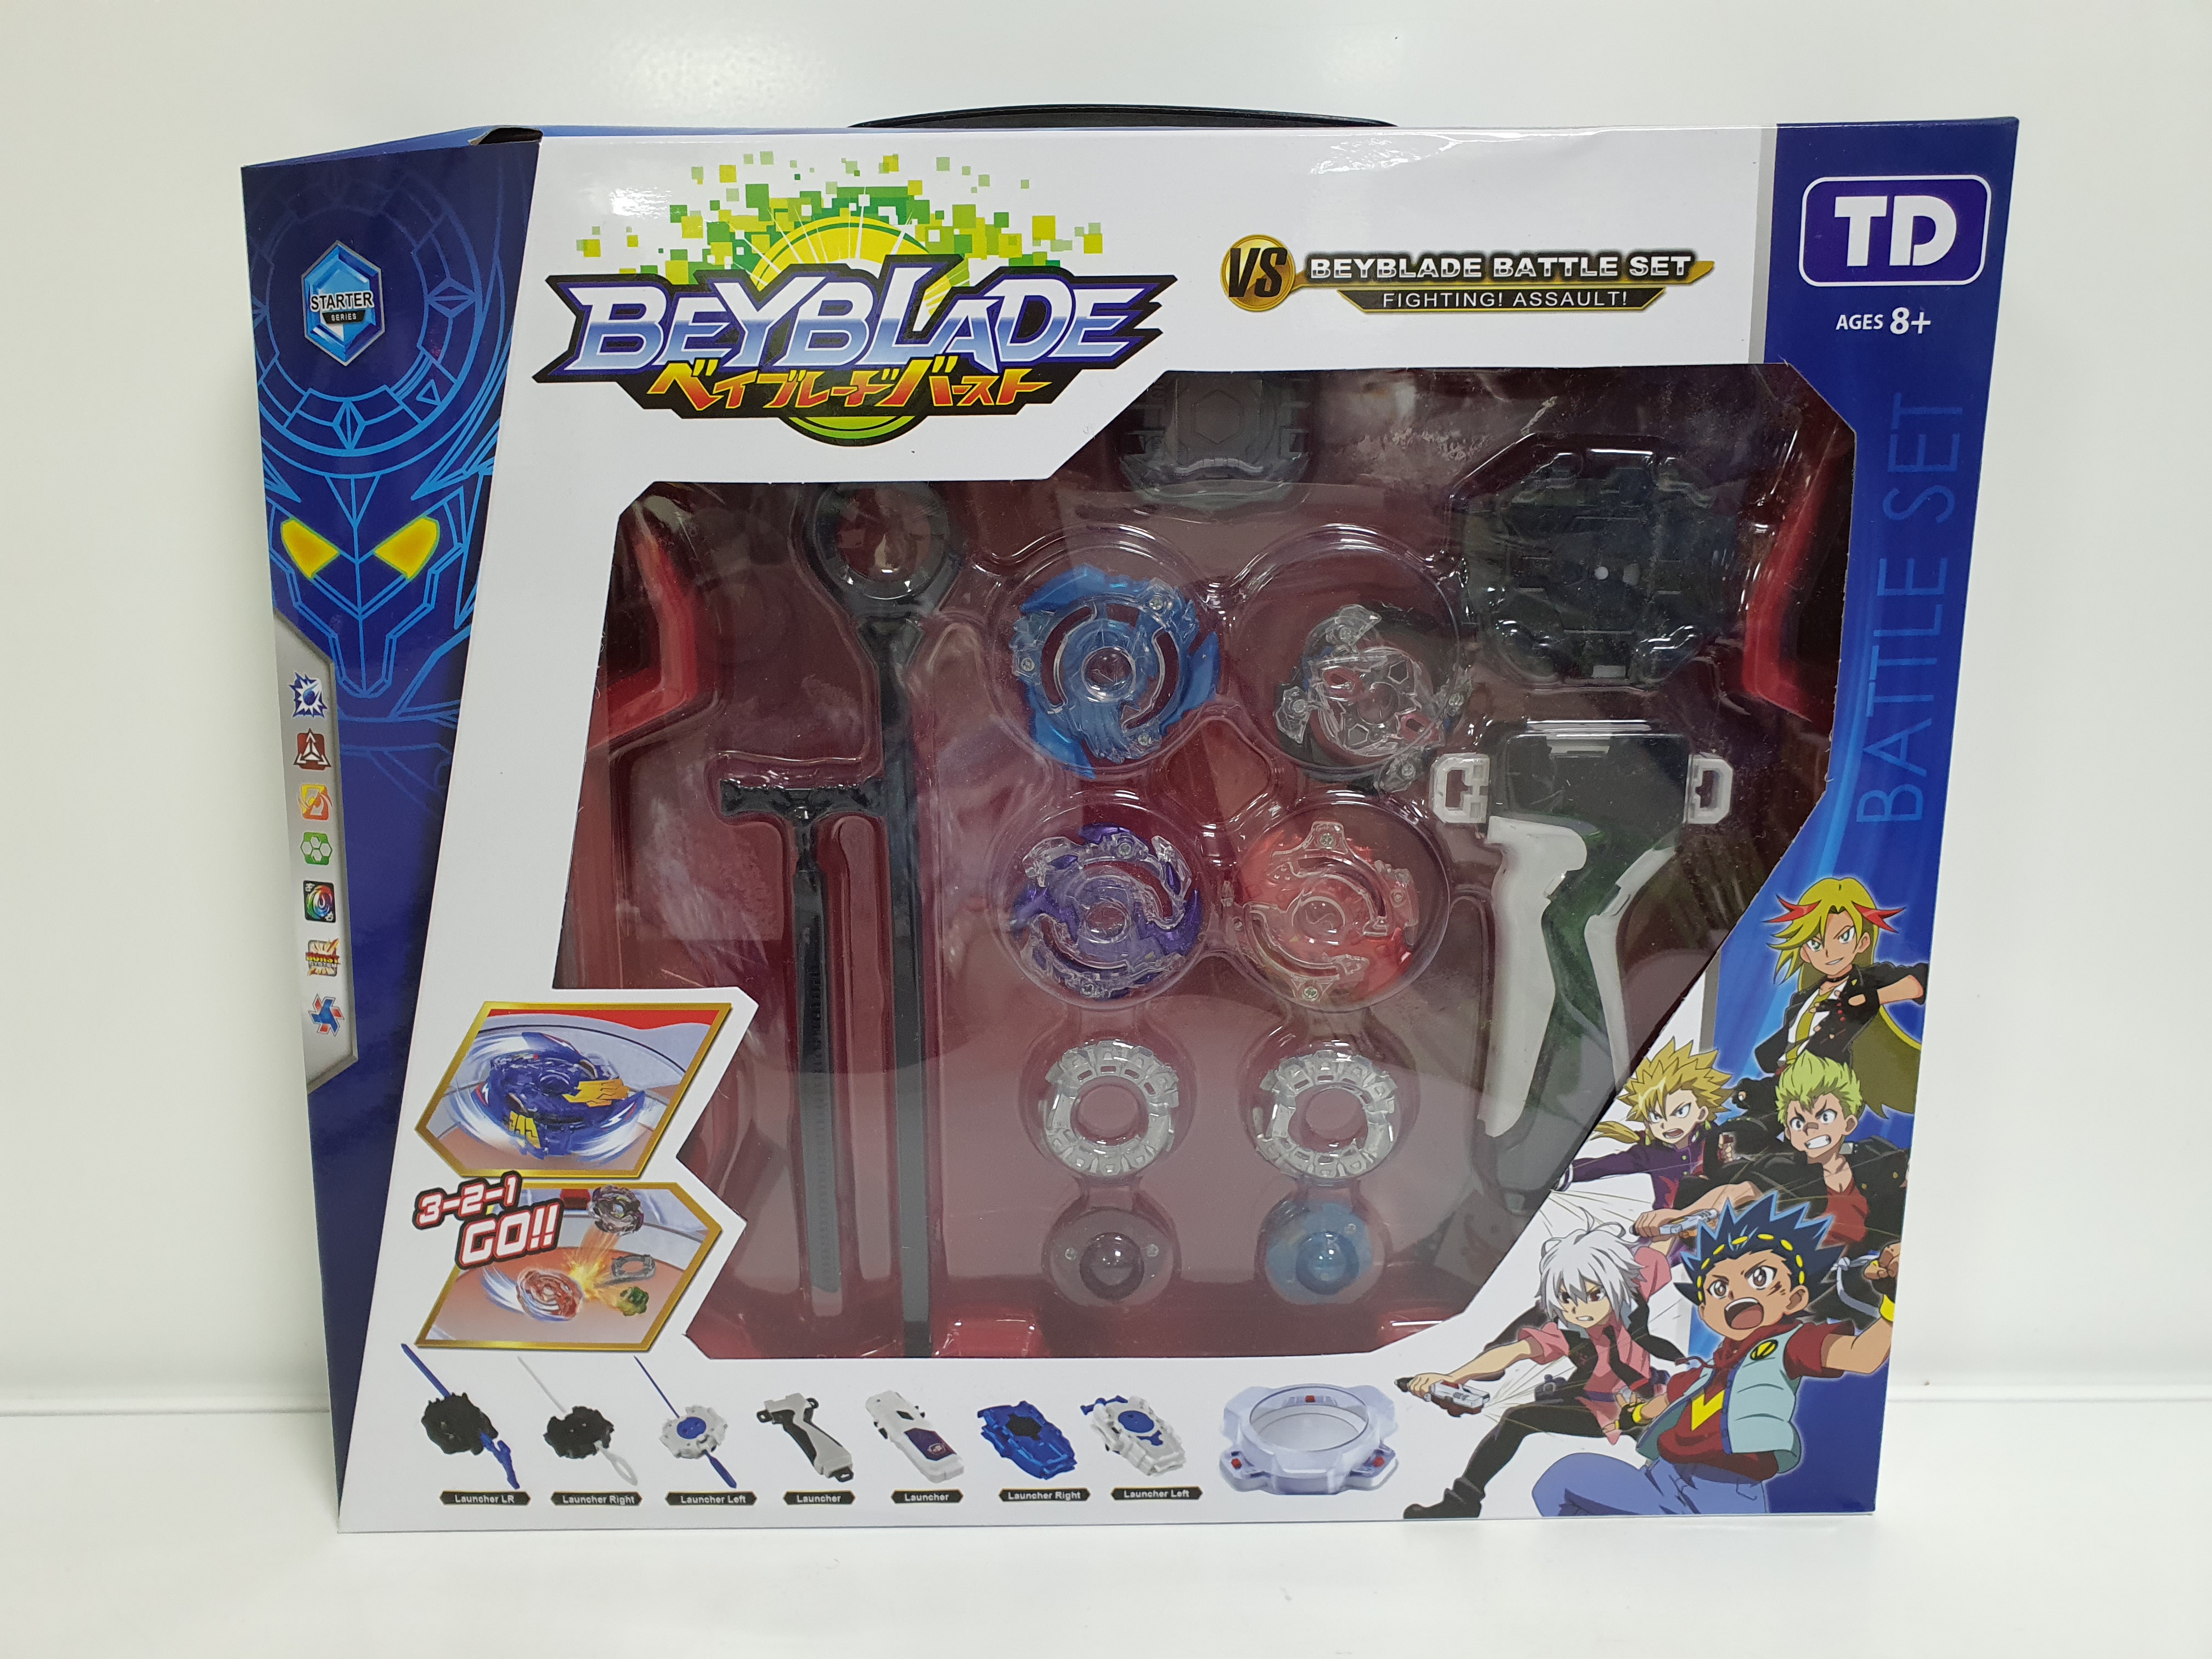 STARTER
SERIES
BEYBLADE
ベイブレードバースト
VS
BEYBLADE BATTLE SET
FIGHTING! ASSAULT!
TD
AGES 8+
BATTLE SET
BURST
3-2-1
GO!!
Launcher LR
Launcher Right
Launcher Left
Launcher
Launcher
Launcher Right
Launcher Left